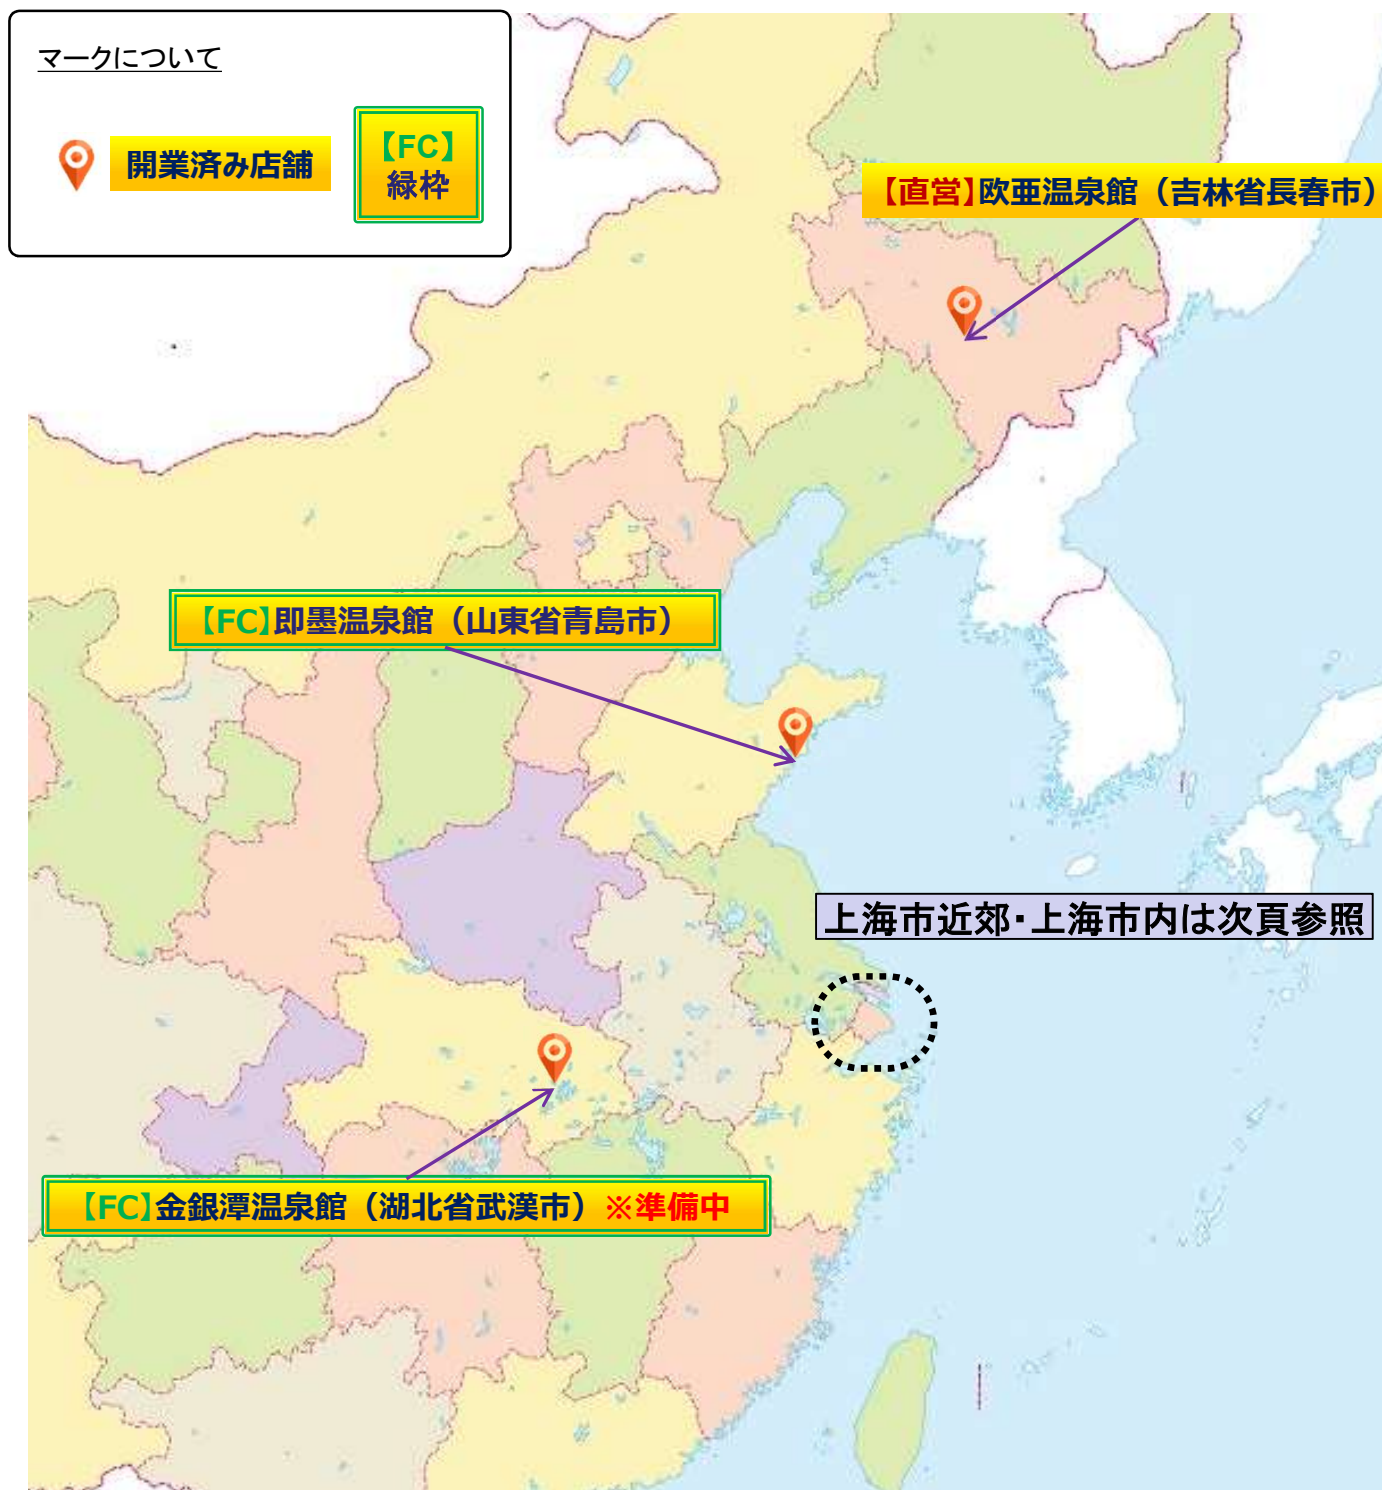 マークについて
開業済み店舗
【FC】
緑枠
【直営】欧亜温泉館（吉林省長春市）
【FC】即墨温泉館（山東省青島市）
上海市近郊・上海市内は次頁参照
【FC】金銀潭温泉館（湖北省武漢市）※準備中